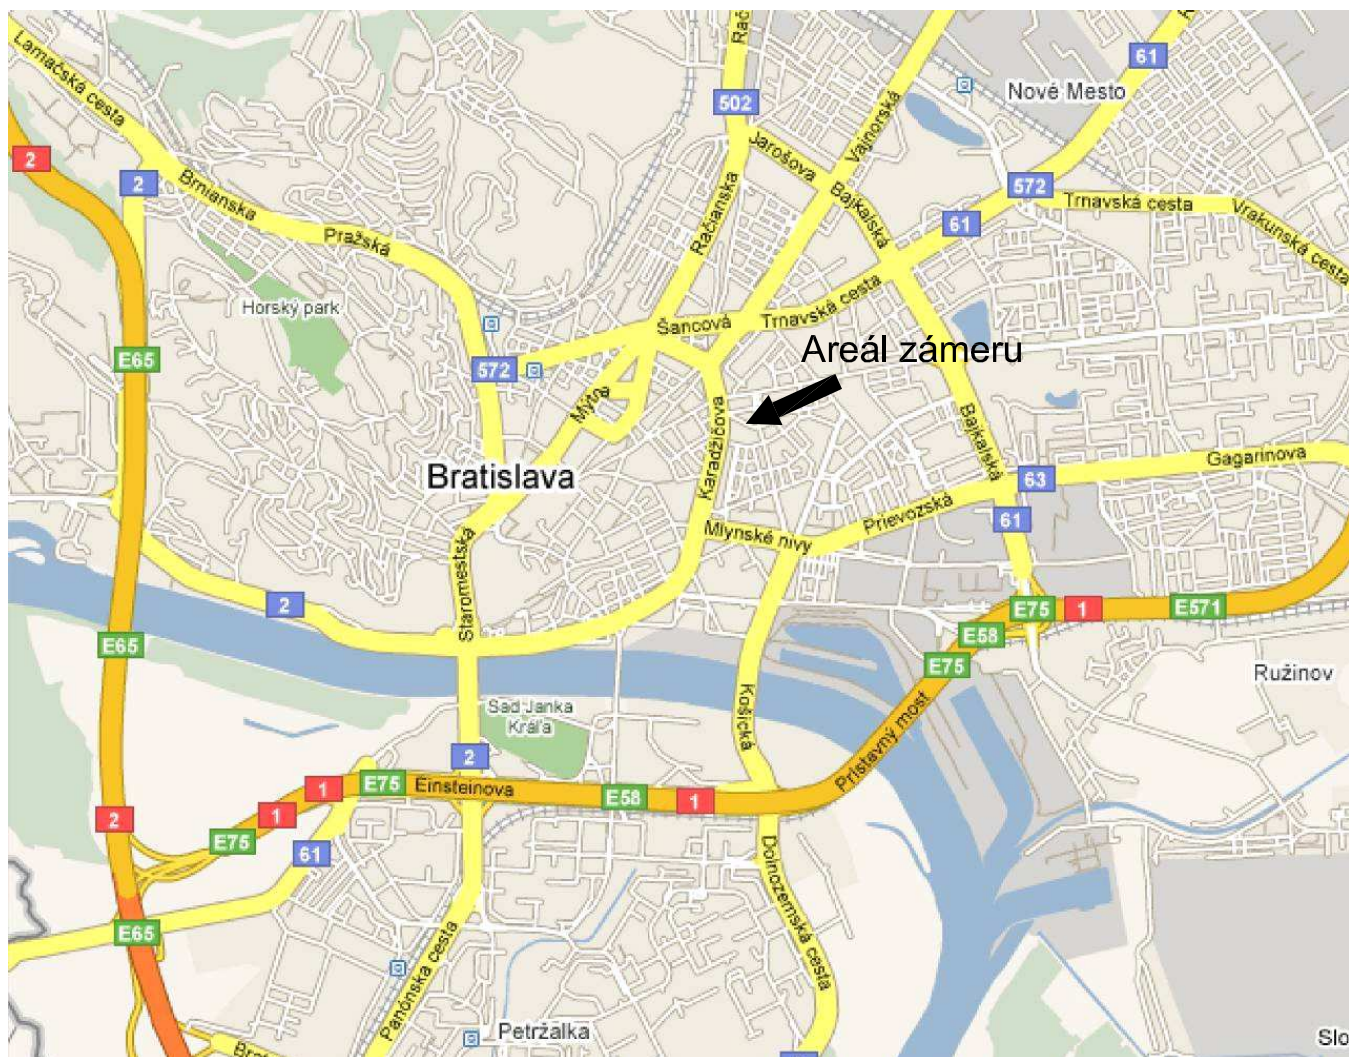 Lamačská cesta
Rač
502
61
Nové Mesto
2
2
Brnianska
Pražská
Jarošova
Vajnorská
Račianska
Bajkalská
572
Trnavská cesta
Vrakunská cesta
61
Horský park
E65
572
Šancová
Trnavská cesta
Areál zámeru
Mýtna
Karadžičova
Bajkalská
Gagarinova
63
Bratislava
Prievozská
61
Mlynské nivy
Staromestská
2
E75
1
E571
E65
E58
E75
Ružinov
Sad Janka
Kráľa
Košická
Prístavný most
2
E75
Einsteinova
E58
1
1
1
2
E75
61
Dolnozemská cesta
E65
Panónska cesta
Petržalka
Slo